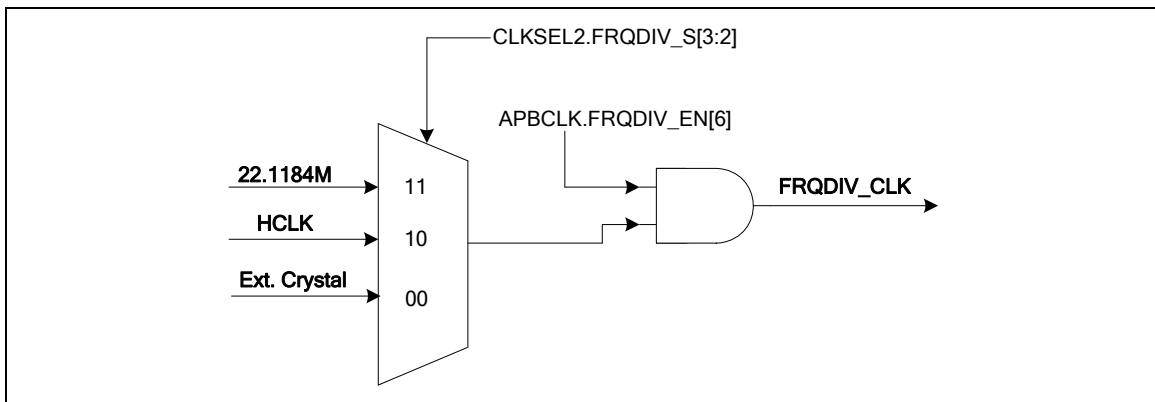 CLKSEL2.FRQDIV_S[3:2]
APBCLK.FRQDIV_EN[6]
22.1184M
11
FRQDIV_CLK
HCLK
10
Ext. Crystal
00